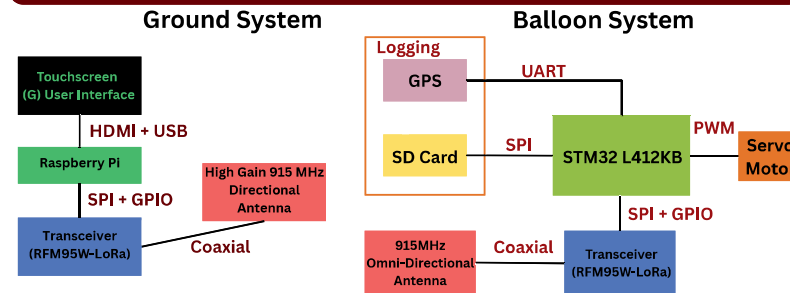 Ground System
Touchscreen
(G) User Interface
HDMI + USB
Raspberry Pi
SPI + GPIO
Transceiver
(RFM95W-LoRa)
Coaxial
High Gain 915 MHz
Directional
Antenna
Balloon System
Logging
GPS
UART
SD Card
SPI
STM32 L412KB
PWM
Servo
Motor
SPI + GPIO
915MHz
Omni-Directional
Antenna
Coaxial
Transceiver
(RFM95W-LoRa)